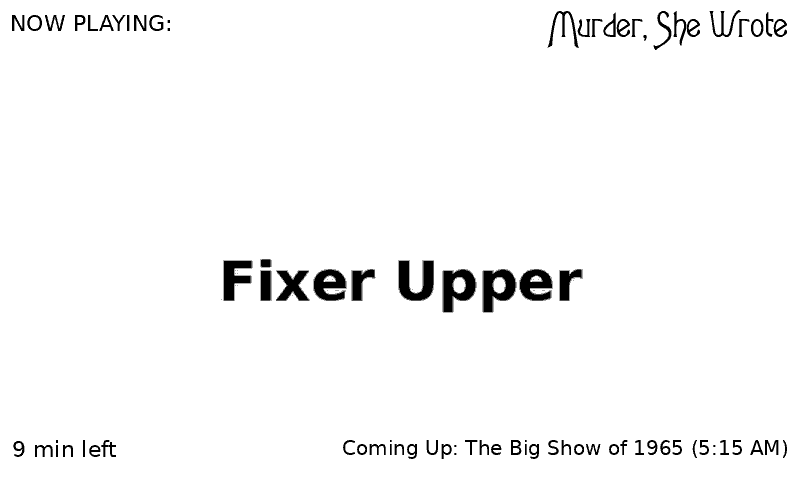 NOW PLAYING:
Murder, She Wrote
Fixer Upper
9 min left
Coming Up: The Big Show of 1965 (5:15 AM)